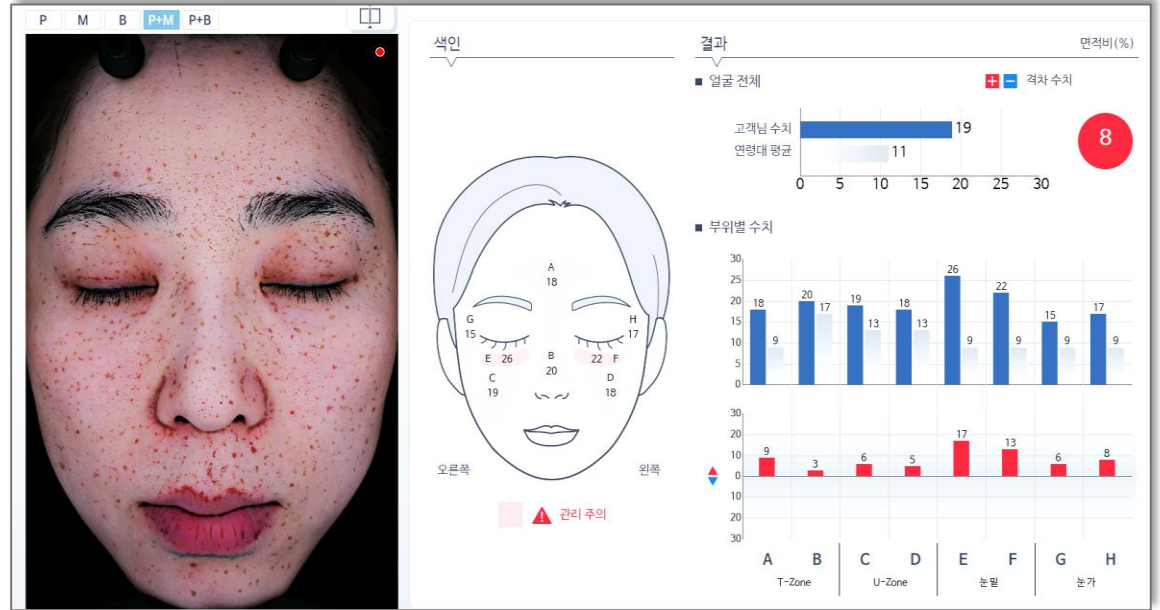 P M B P+M P+B
색인
결과
면적비(%)
얼굴 전체
+ − 격차 수치
고객님 수치 19
연령대 평균 11
8
0 5 10 15 20 25 30
부위별 수치
A
18
G
15
H
17
E 26
B
20
22 F
C
19
D
18
오른쪽
왼쪽
관리 주의
30
25
20
15
10
5
0
18 9 20 17 19 13 18 13 26 9 22 9 15 9 17 9
30
20
10
0
10
20
30
9 3 6 5 17 13 6 8
A B C D E F G H
T-Zone U-Zone 눈밑 눈가